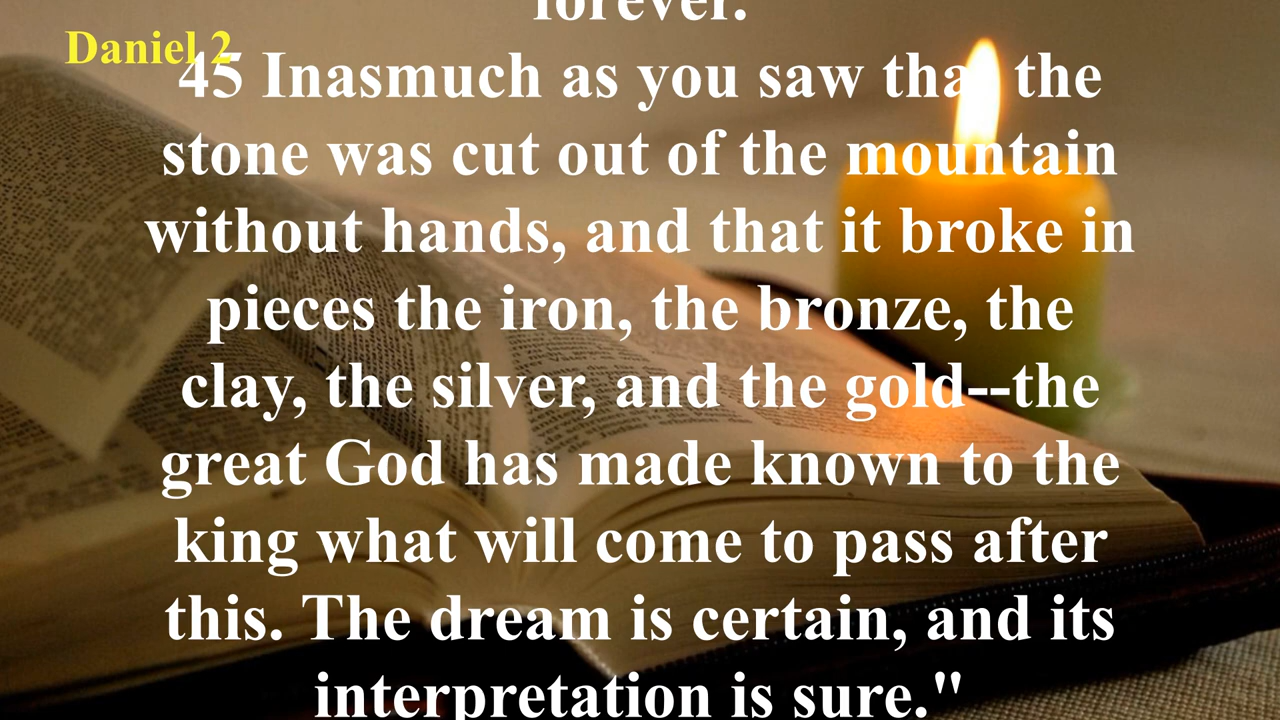 forever.
Daniel 2
45 Inasmuch as you saw that the
stone was cut out of the mountain
without hands, and that it broke in
pieces the iron, the bronze, the
clay, the silver, and the gold--the
great God has made known to the
king what will come to pass after
this. The dream is certain, and its
interpretation is sure."